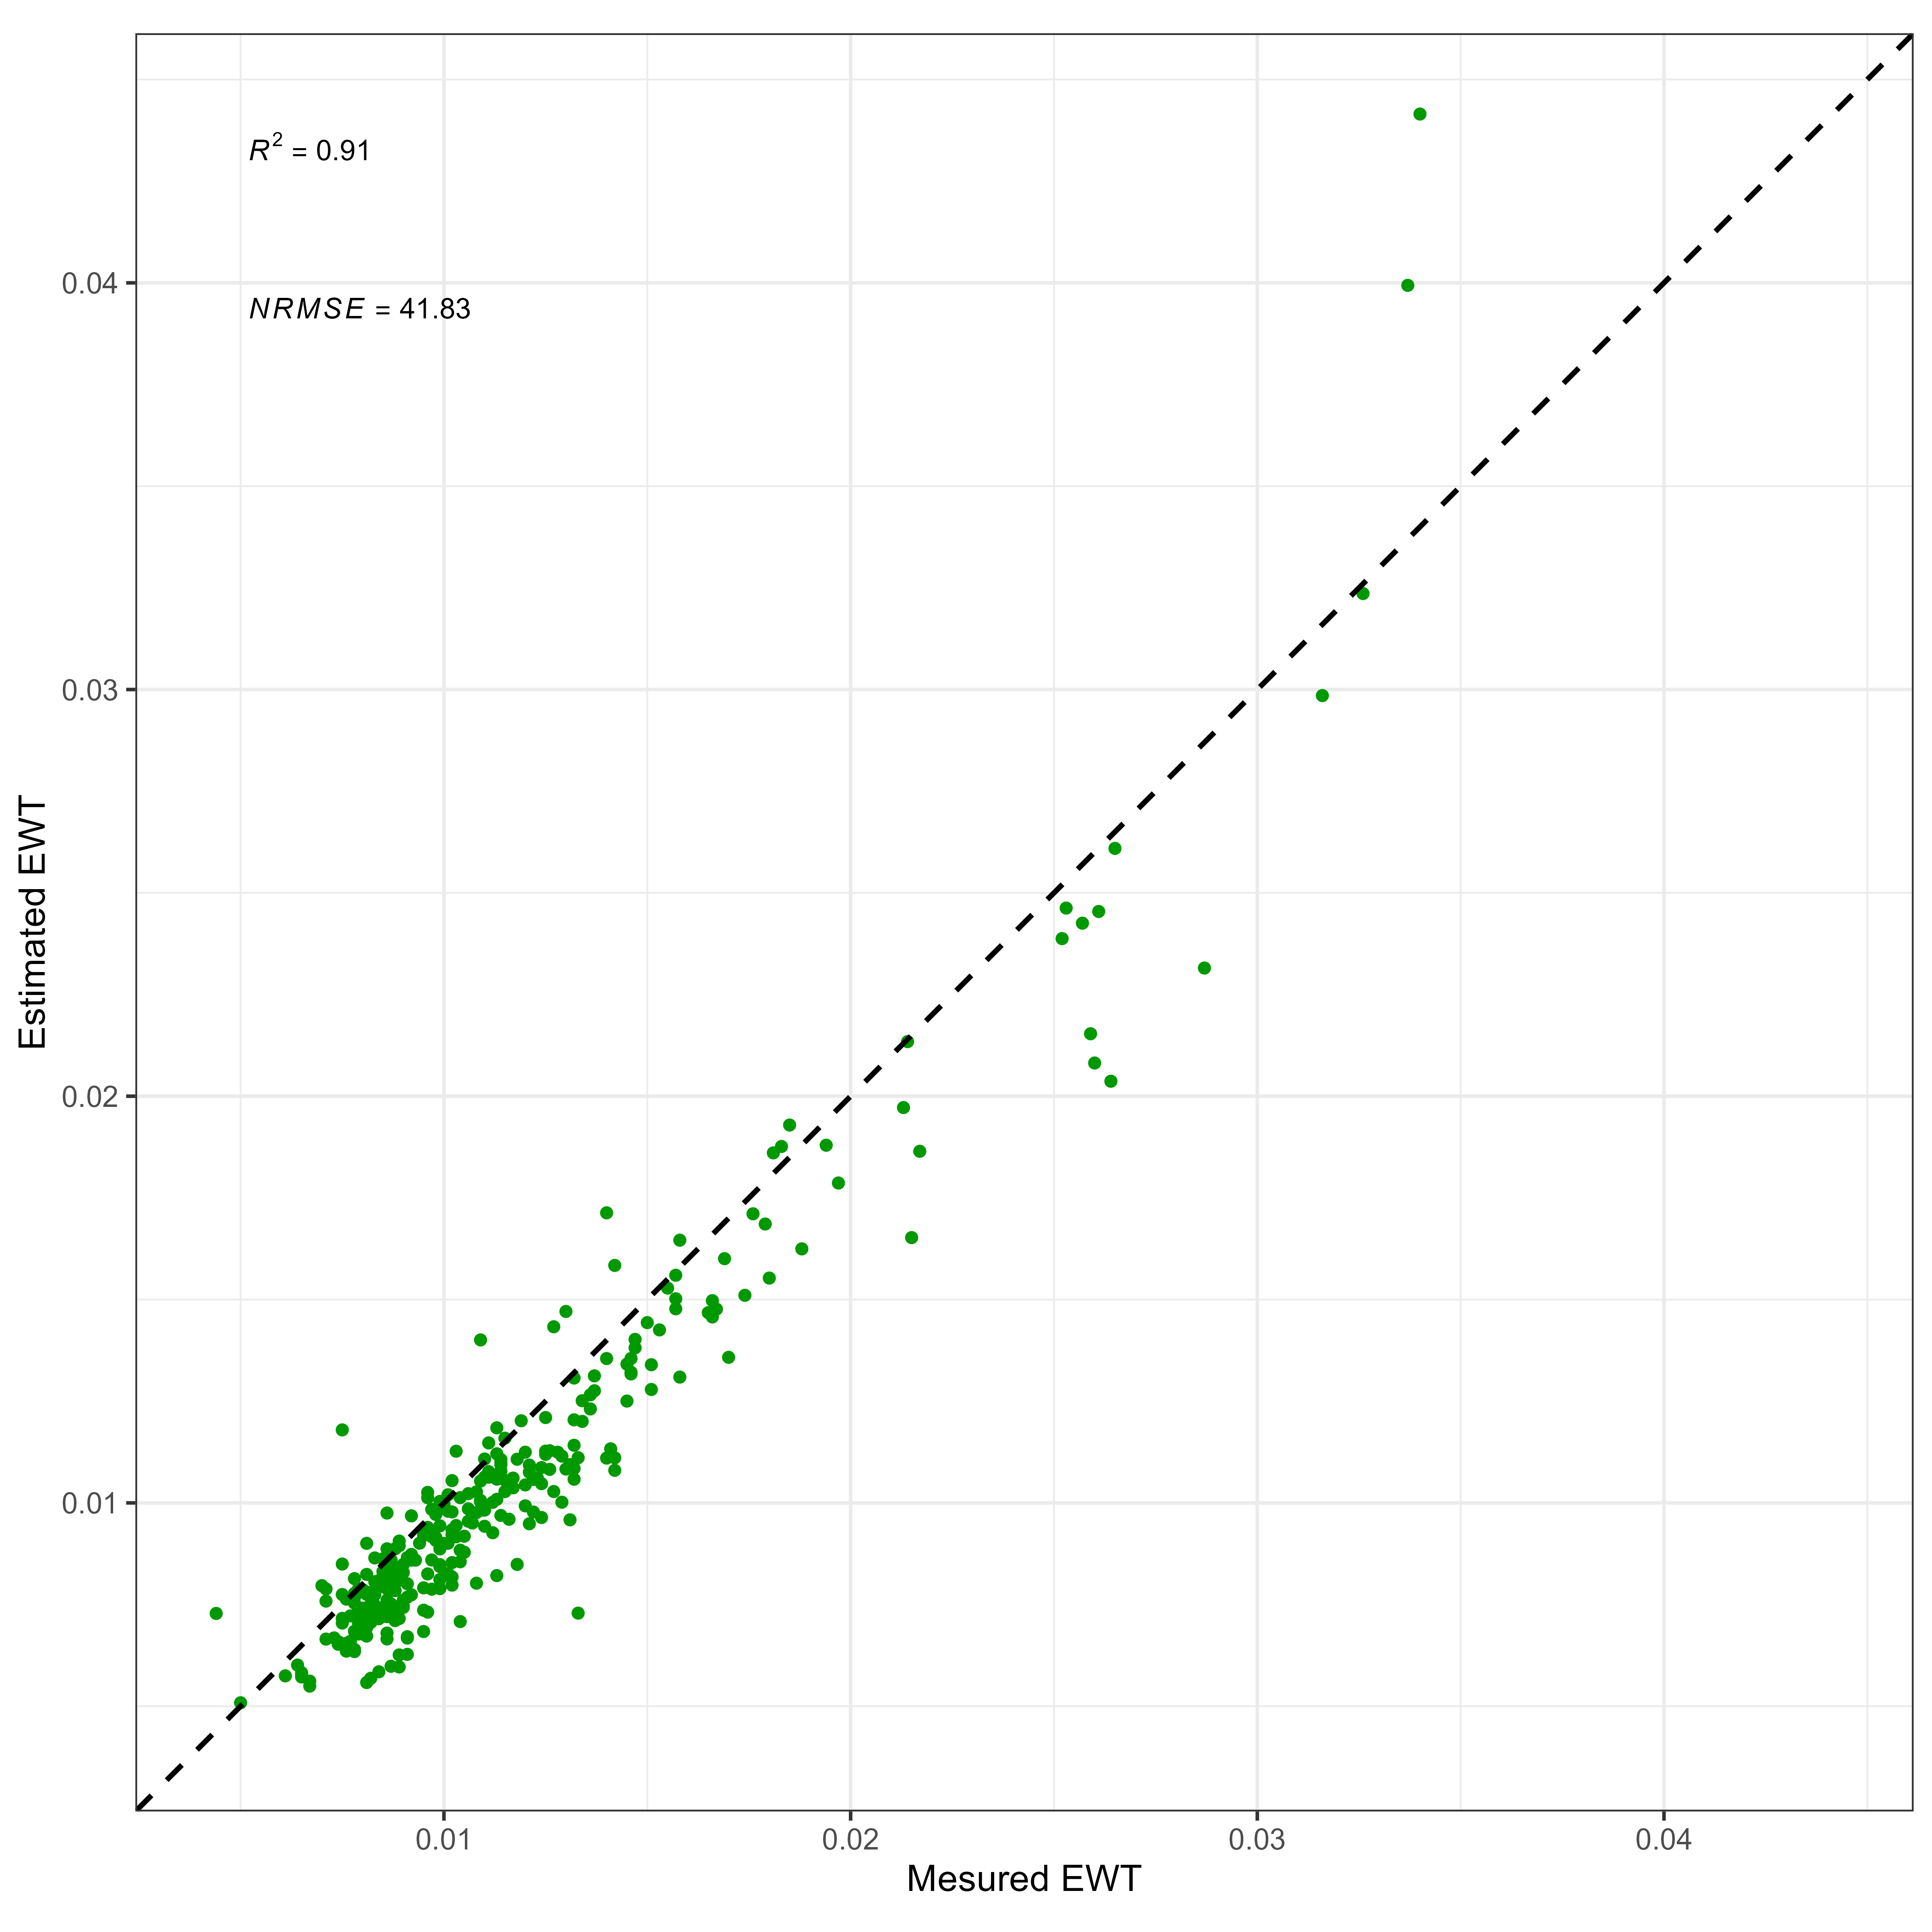 R² = 0.91
NRMSE = 41.83
0.04
0.03
0.02
0.01
Estimated EWT
0.01 0.02 0.03 0.04
Mesured EWT